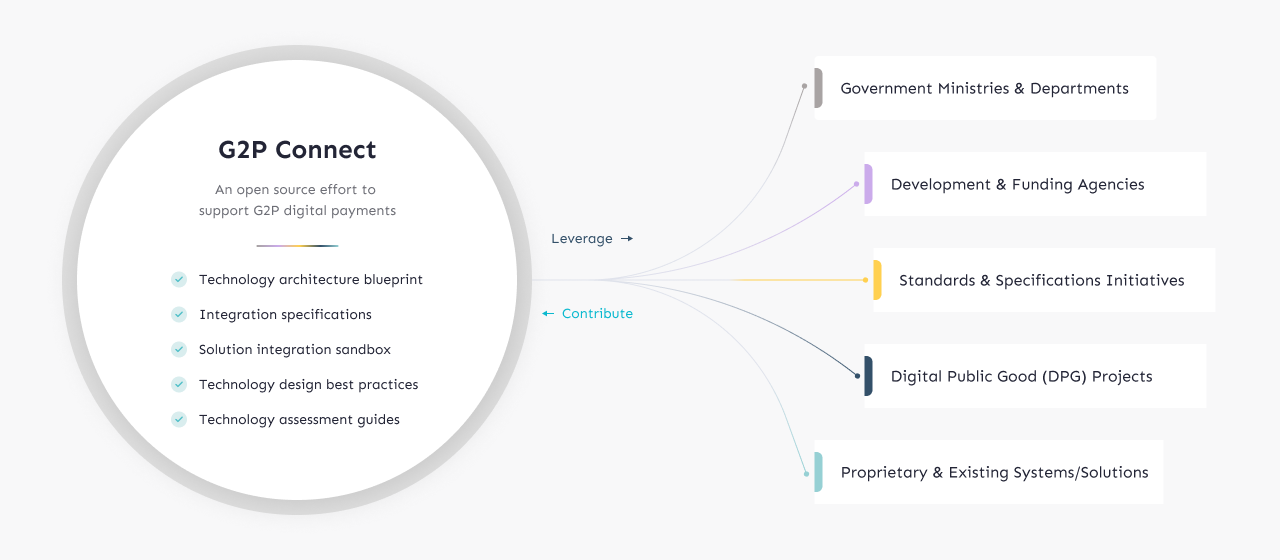 G2P Connect
An open source effort to
support G2P digital payments
Technology architecture blueprint
Integration specifications
Solution integration sandbox
Technology design best practices
Technology assessment guides
Leverage →
← Contribute
Government Ministries & Departments
Development & Funding Agencies
Standards & Specifications Initiatives
Digital Public Good (DPG) Projects
Proprietary & Existing Systems/Solutions